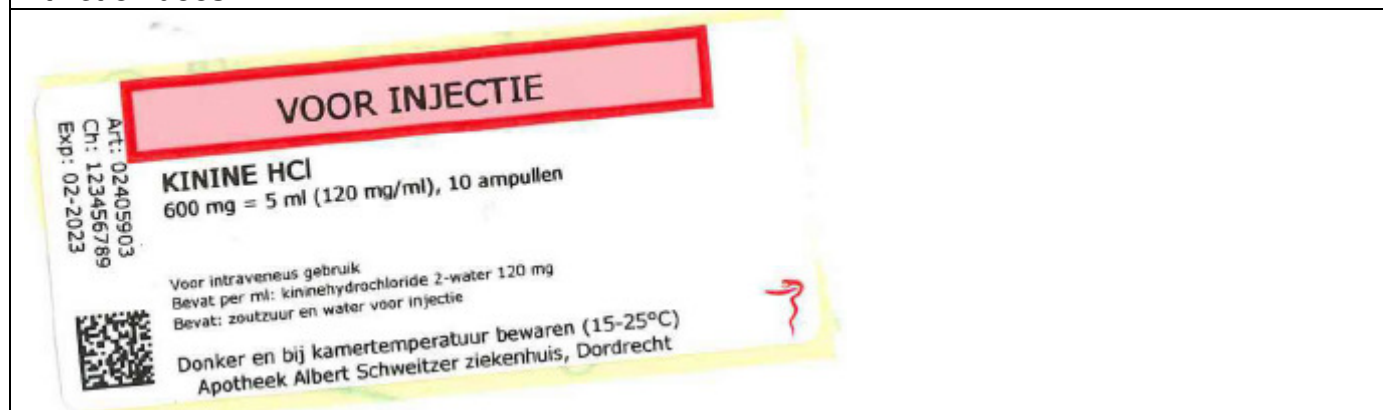 VOOR INJECTIE
Art: 02405903
Ch: 123456789
Exp: 02-2023
KININE HCl
600 mg = 5 ml (120 mg/ml), 10 ampullen
Voor intraveneus gebruik
Bevat per ml: kininehydrochloride 2-water 120 mg
Bevat: zoutzuur en water voor injectie
Donker en bij kamertemperatuur bewaren (15-25°C)
Apotheek Albert Schweitzer ziekenhuis, Dordrecht